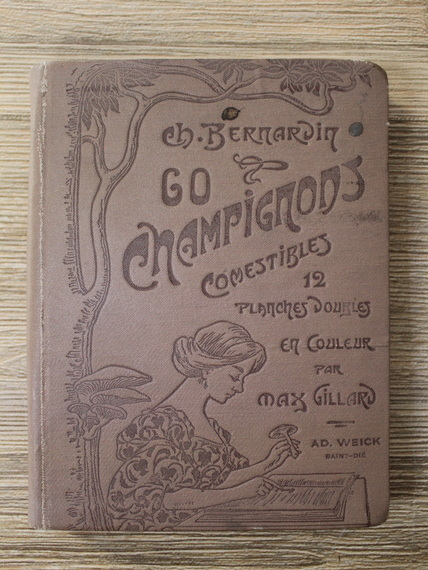 Ch. BERNARDIN
60
CHAMPIGNONS
COMESTIBLES
12
PLANCHES DOUBLES
EN COULEUR
PAR
MAX GILLARD
AD. WEICK
SAINT-DIÉ